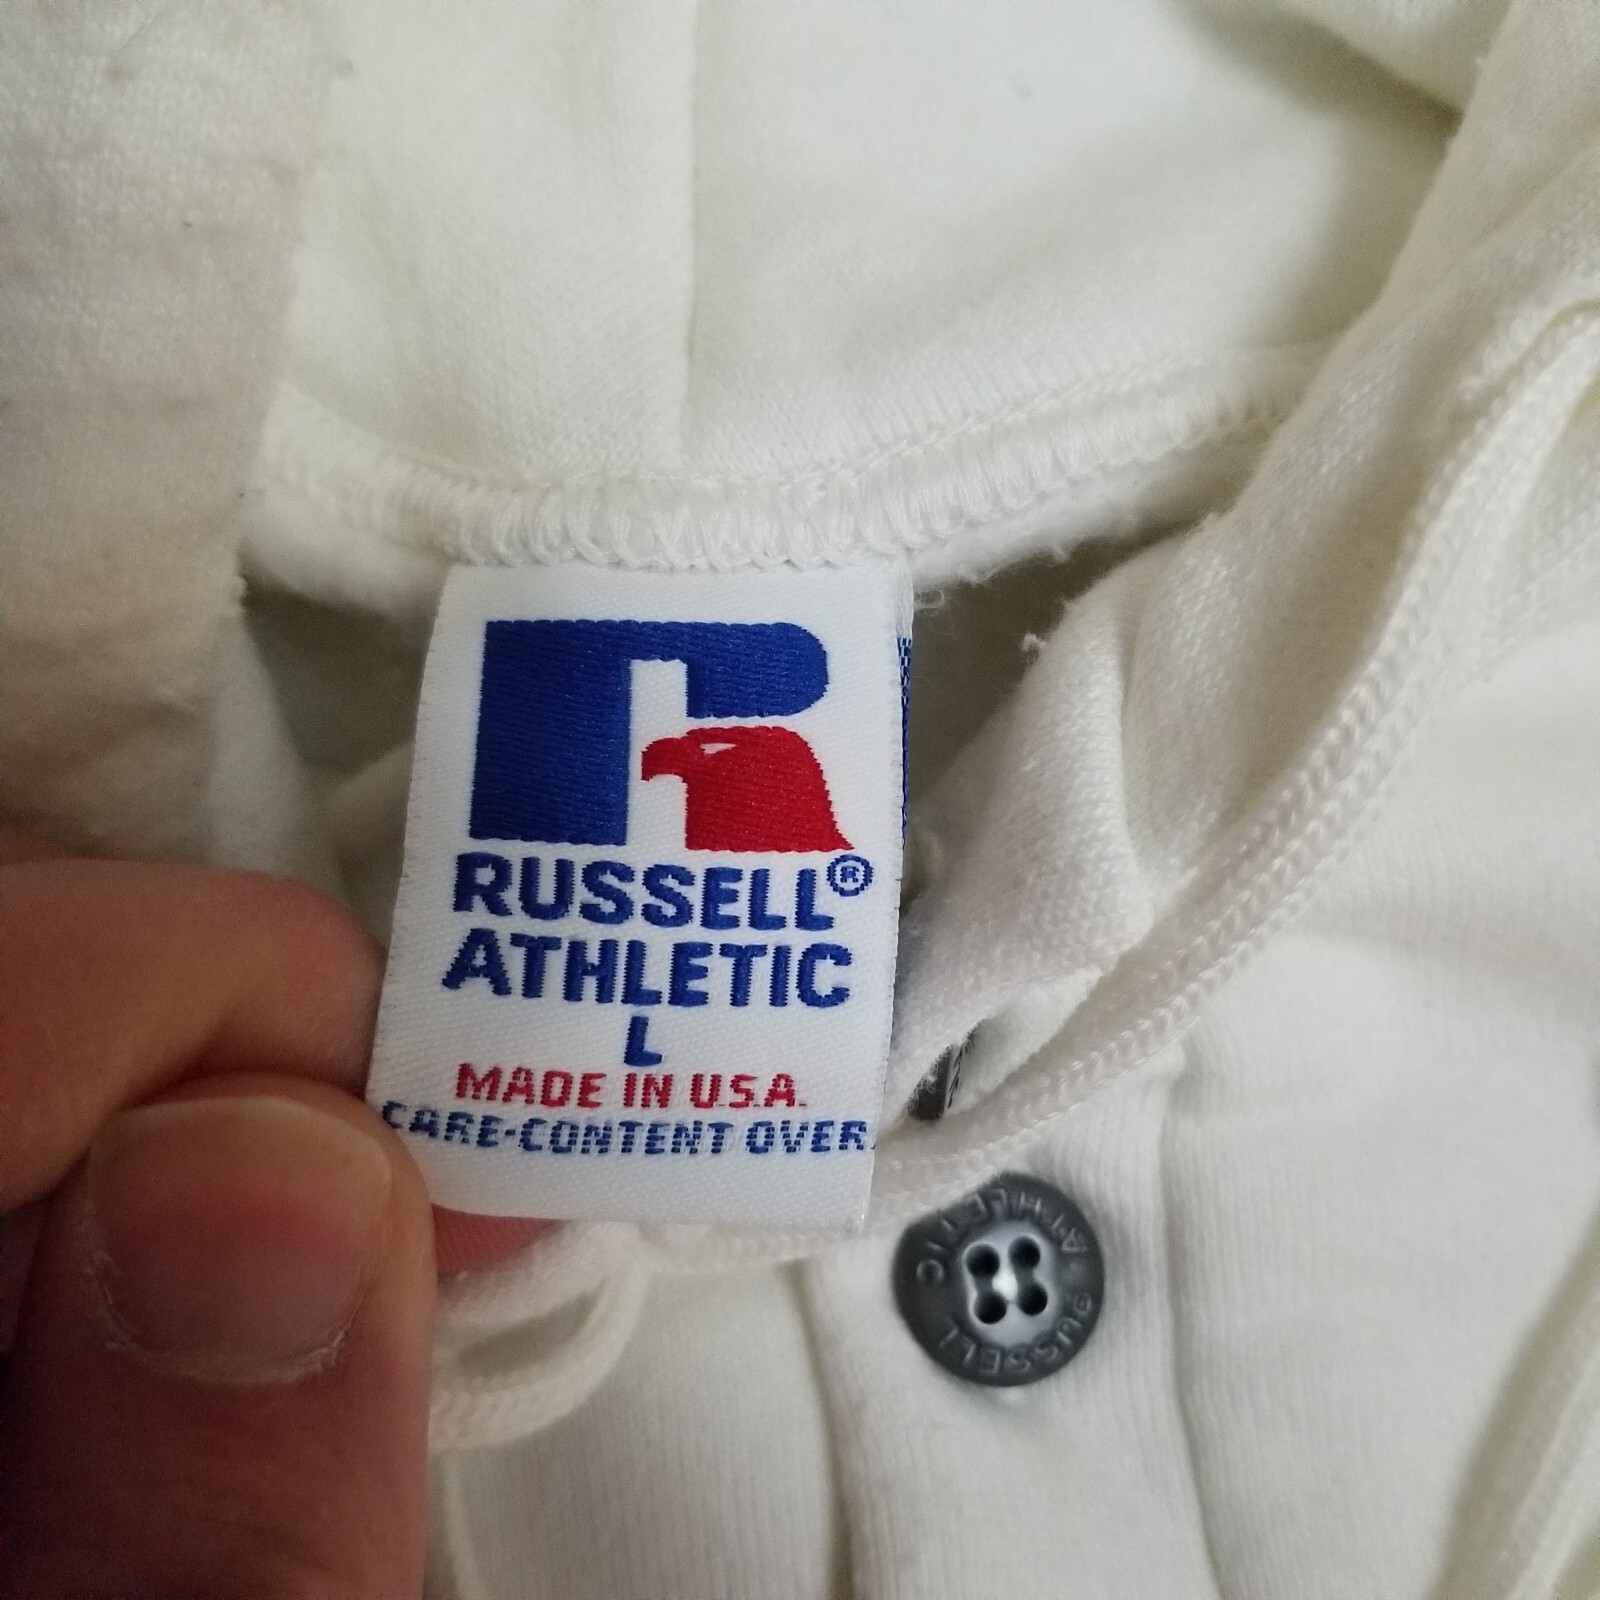 R
RUSSELL®
ATHLETIC
L
MADE IN U.S.A.
CARE-CONTENT OVER
RUSSELL ATHLETIC